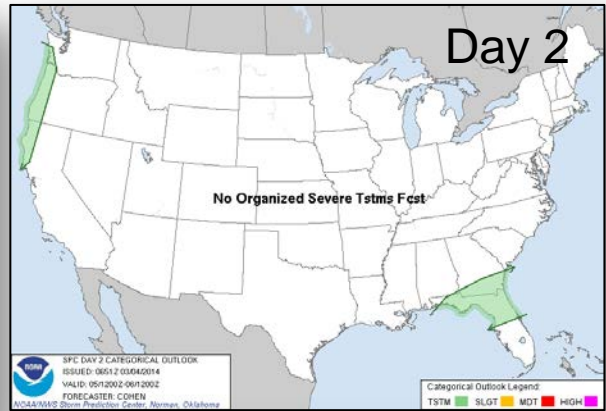 Day 2
No Organized Severe Tstms Fcst
NOAA
SPC DAY 2 CATEGORICAL OUTLOOK
ISSUED: 0651Z 03/04/2014
VALID: 05/1200Z-06/1200Z
FORECASTER: COHEN
NOAA/NWS Storm Prediction Center, Norman, Oklahoma
Categorical Outlook Legend:
TSTM SLGT MDT HIGH